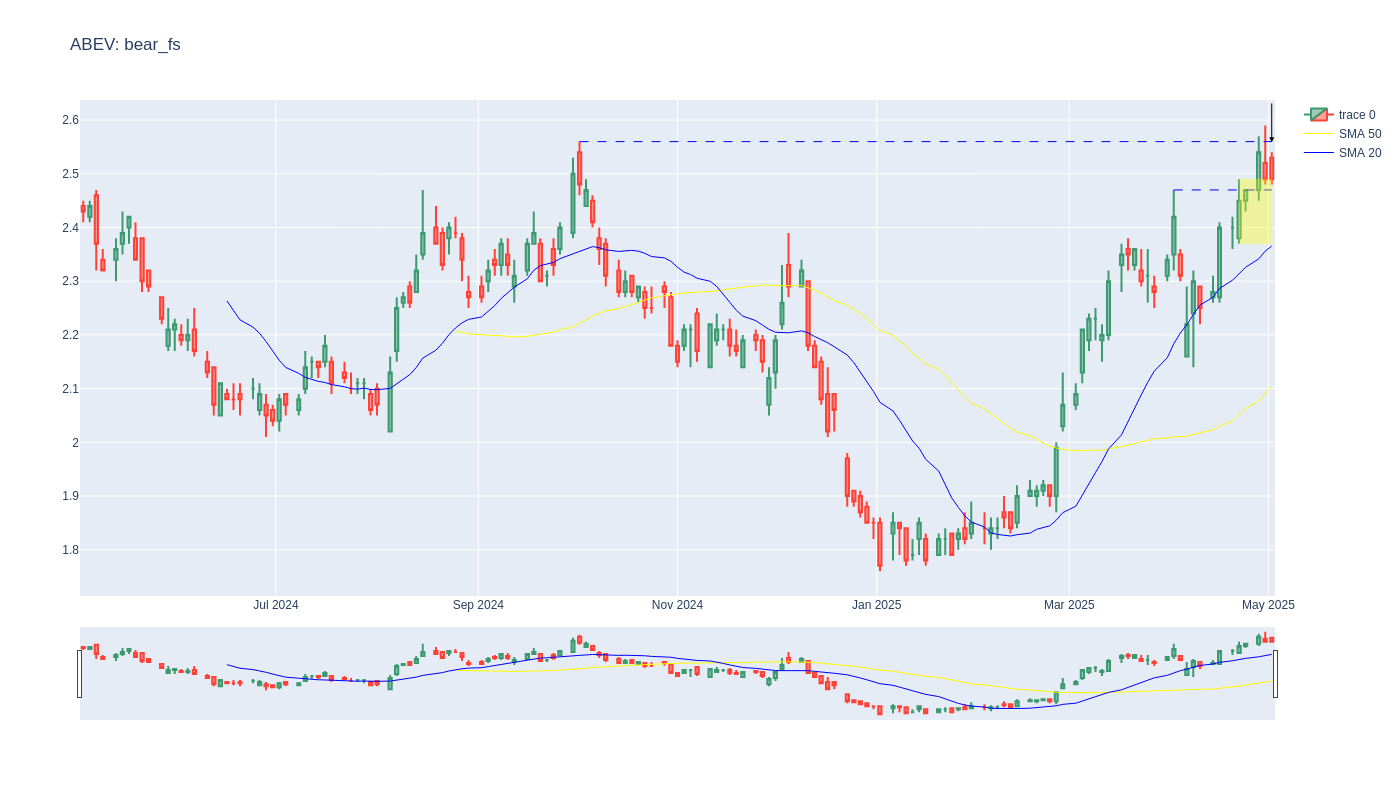 ABEV: bear_fs
2.6
2.5
2.4
2.3
2.2
2.1
2
1.9
1.8
Jul 2024
Sep 2024
Nov 2024
Jan 2025
Mar 2025
May 2025
trace 0
SMA 50
SMA 20